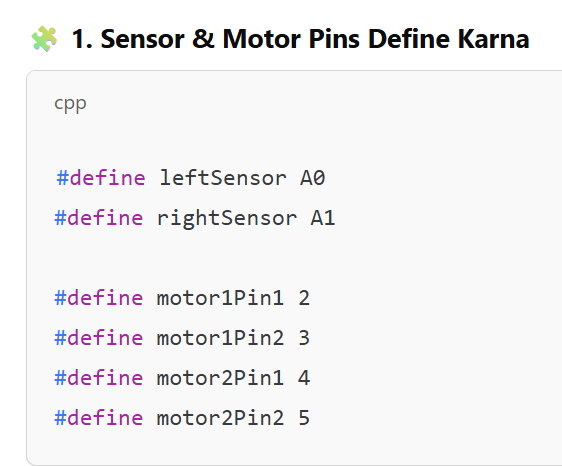 🧩 1. Sensor & Motor Pins Define Karna
cpp
#define leftSensor A0
#define rightSensor A1
#define motor1Pin1 2
#define motor1Pin2 3
#define motor2Pin1 4
#define motor2Pin2 5